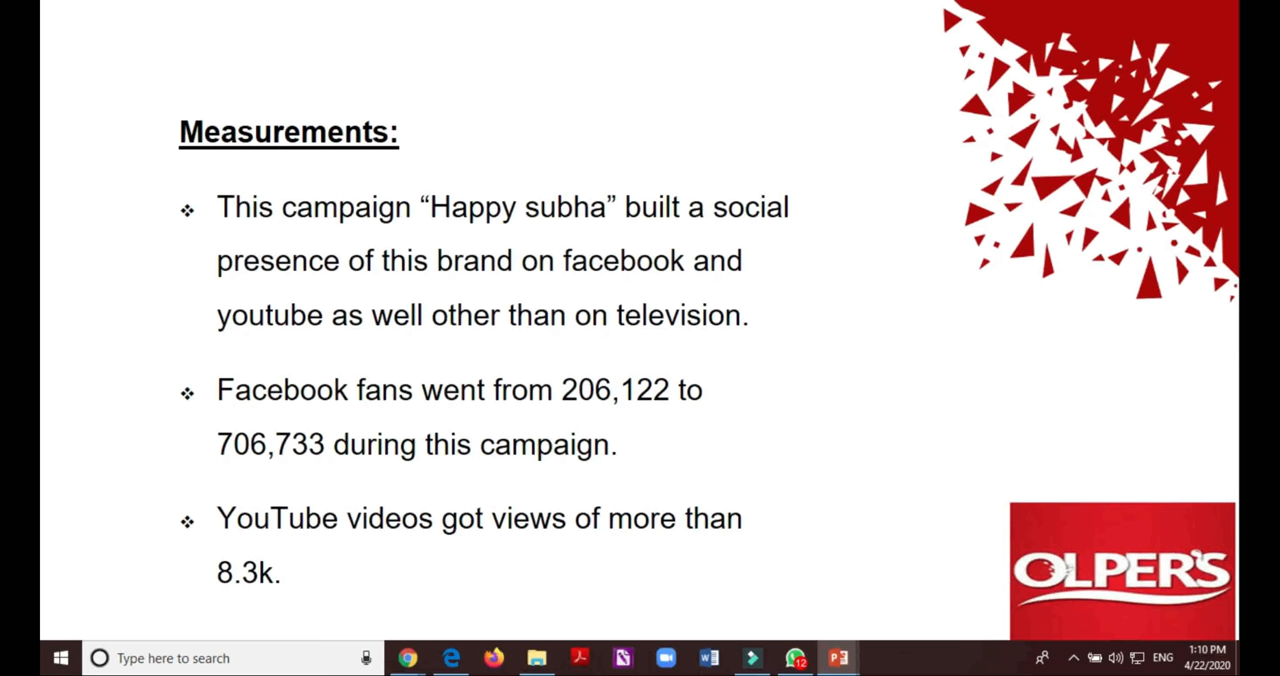 Measurements:
❖ This campaign “Happy subha” built a social
presence of this brand on facebook and
youtube as well other than on television.
❖ Facebook fans went from 206,122 to
706,733 during this campaign.
❖ YouTube videos got views of more than
8.3k.
OLPER'S
Type here to search
12
ENG
1:10 PM
4/22/2020